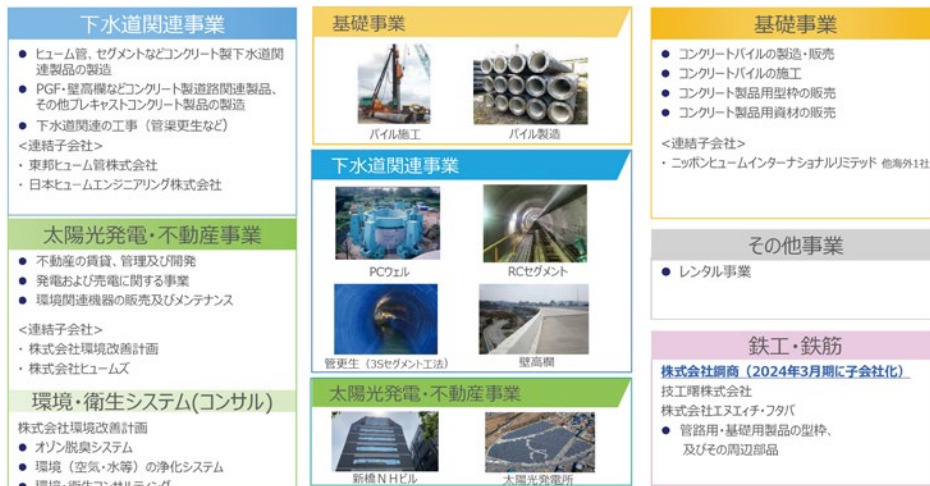 下水道関連事業
● ヒューム管、セグメントなどコンクリート製下水道関
連製品の製造
● PGF・壁高欄などコンクリート製道路関連製品、
その他プレキャストコンクリート製品の製造
● 下水道関連の工事（管渠更生など）
<連結子会社>
・東邦ヒューム管株式会社
・日本ヒュームエンジニアリング株式会社
太陽光発電・不動産事業
● 不動産の賃貸、管理及び開発
● 発電および売電に関する事業
● 環境関連機器の販売及びメンテナンス
<連結子会社>
・株式会社環境改善計画
・株式会社ヒュームズ
環境・衛生システム(コンサル)
株式会社環境改善計画
● オゾン脱臭システム
● 環境（空気・水等）の浄化システム
● 環境・衛生コンサルティング
基礎事業
パイル施工
パイル製造
下水道関連事業
PCウェル
RCセグメント
管更生（3Sセグメント工法）
壁高欄
太陽光発電・不動産事業
新橋NHビル
太陽光発電所
基礎事業
● コンクリートパイルの製造・販売
● コンクリートパイルの施工
● コンクリート製品用型枠の販売
● コンクリート製品用資材の販売
<連結子会社>
・ニッポンヒュームインターナショナルリミテッド 他海外1社
その他事業
● レンタル事業
鉄工・鉄筋
株式会社鋼商（2024年3月期に子会社化）
技工曙株式会社
株式会社エヌエィチ・フタバ
● 管路用・基礎用製品の型枠、
及びその周辺部品